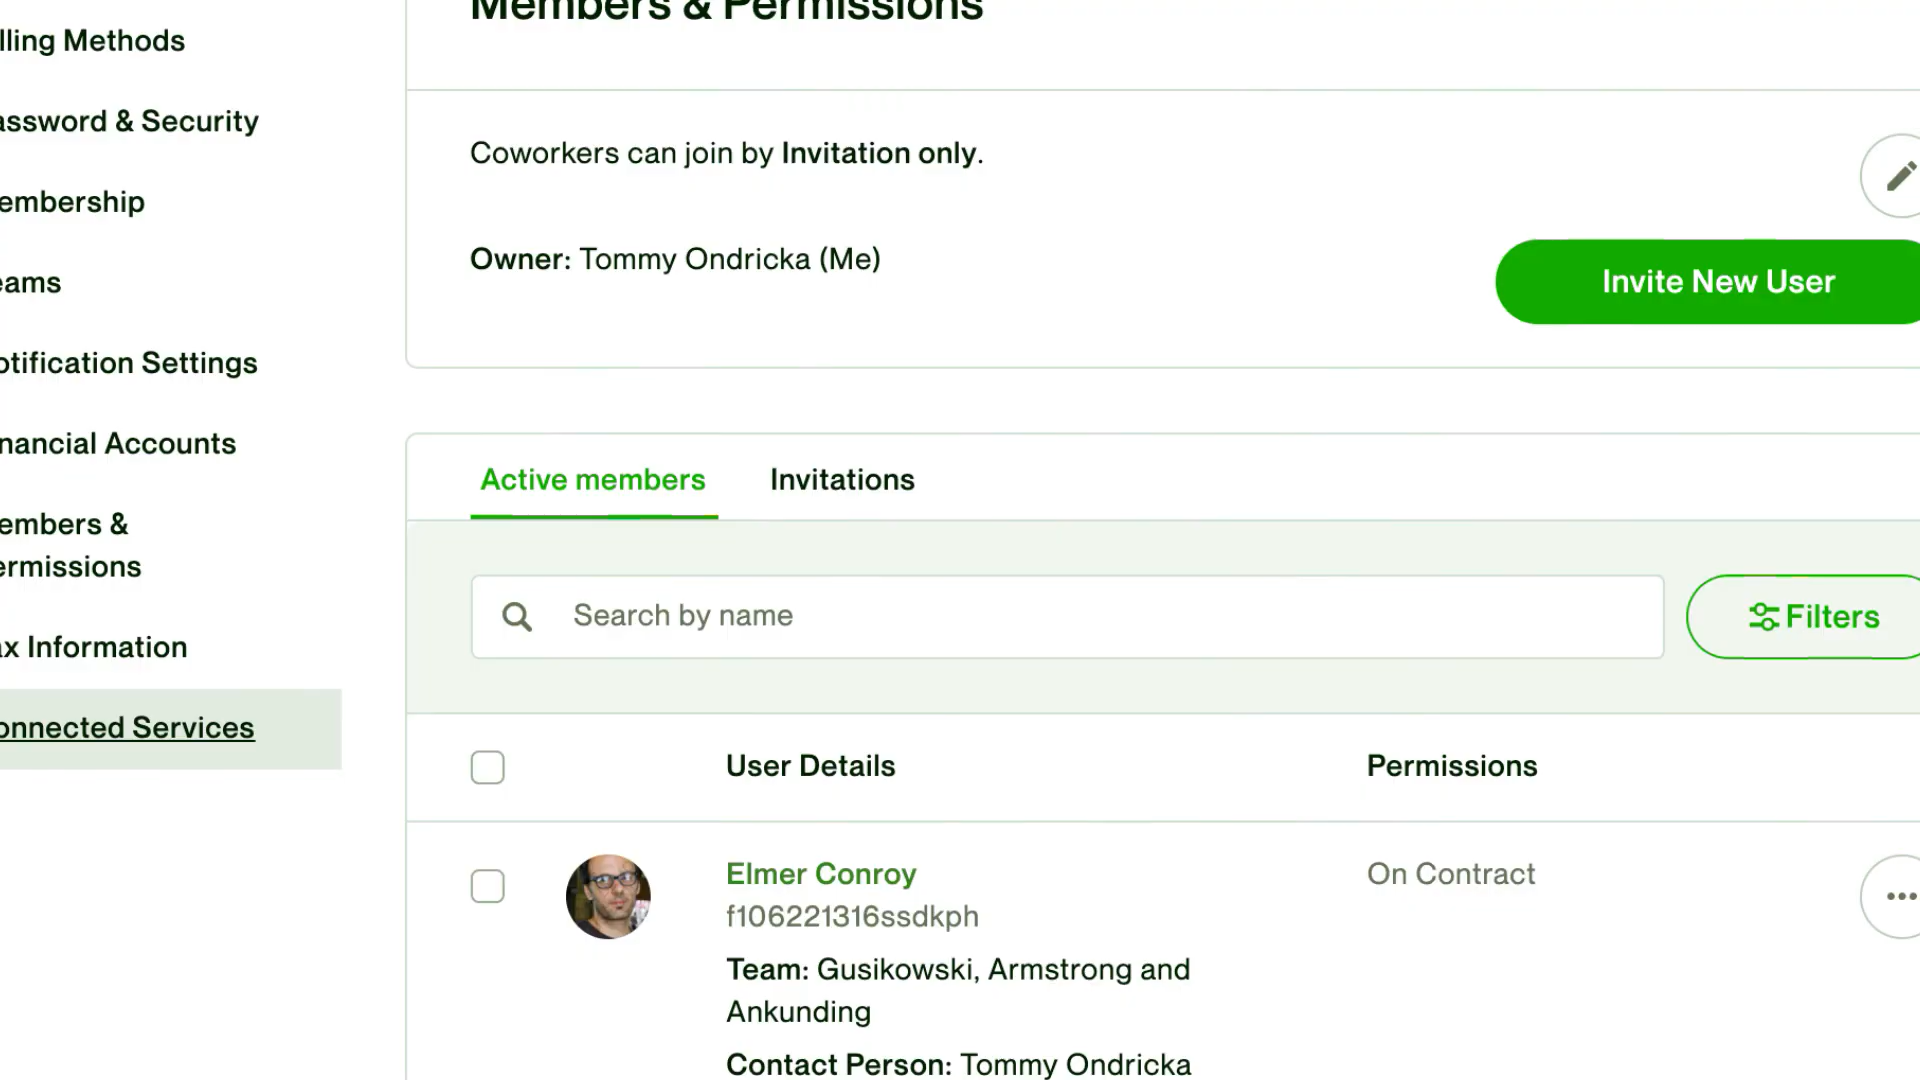 Members & Permissions
lling Methods
assword & Security
embership
eams
otification Settings
nancial Accounts
embers &
ermissions
ax Information
onnected Services
Coworkers can join by Invitation only.
Owner: Tommy Ondricka (Me)
Invite New User
Active members
Invitations
Search by name
Filters
User Details
Permissions
Elmer Conroy
On Contract
f106221316ssdkph
Team: Gusikowski, Armstrong and
Ankunding
Contact Person: Tommy Ondricka